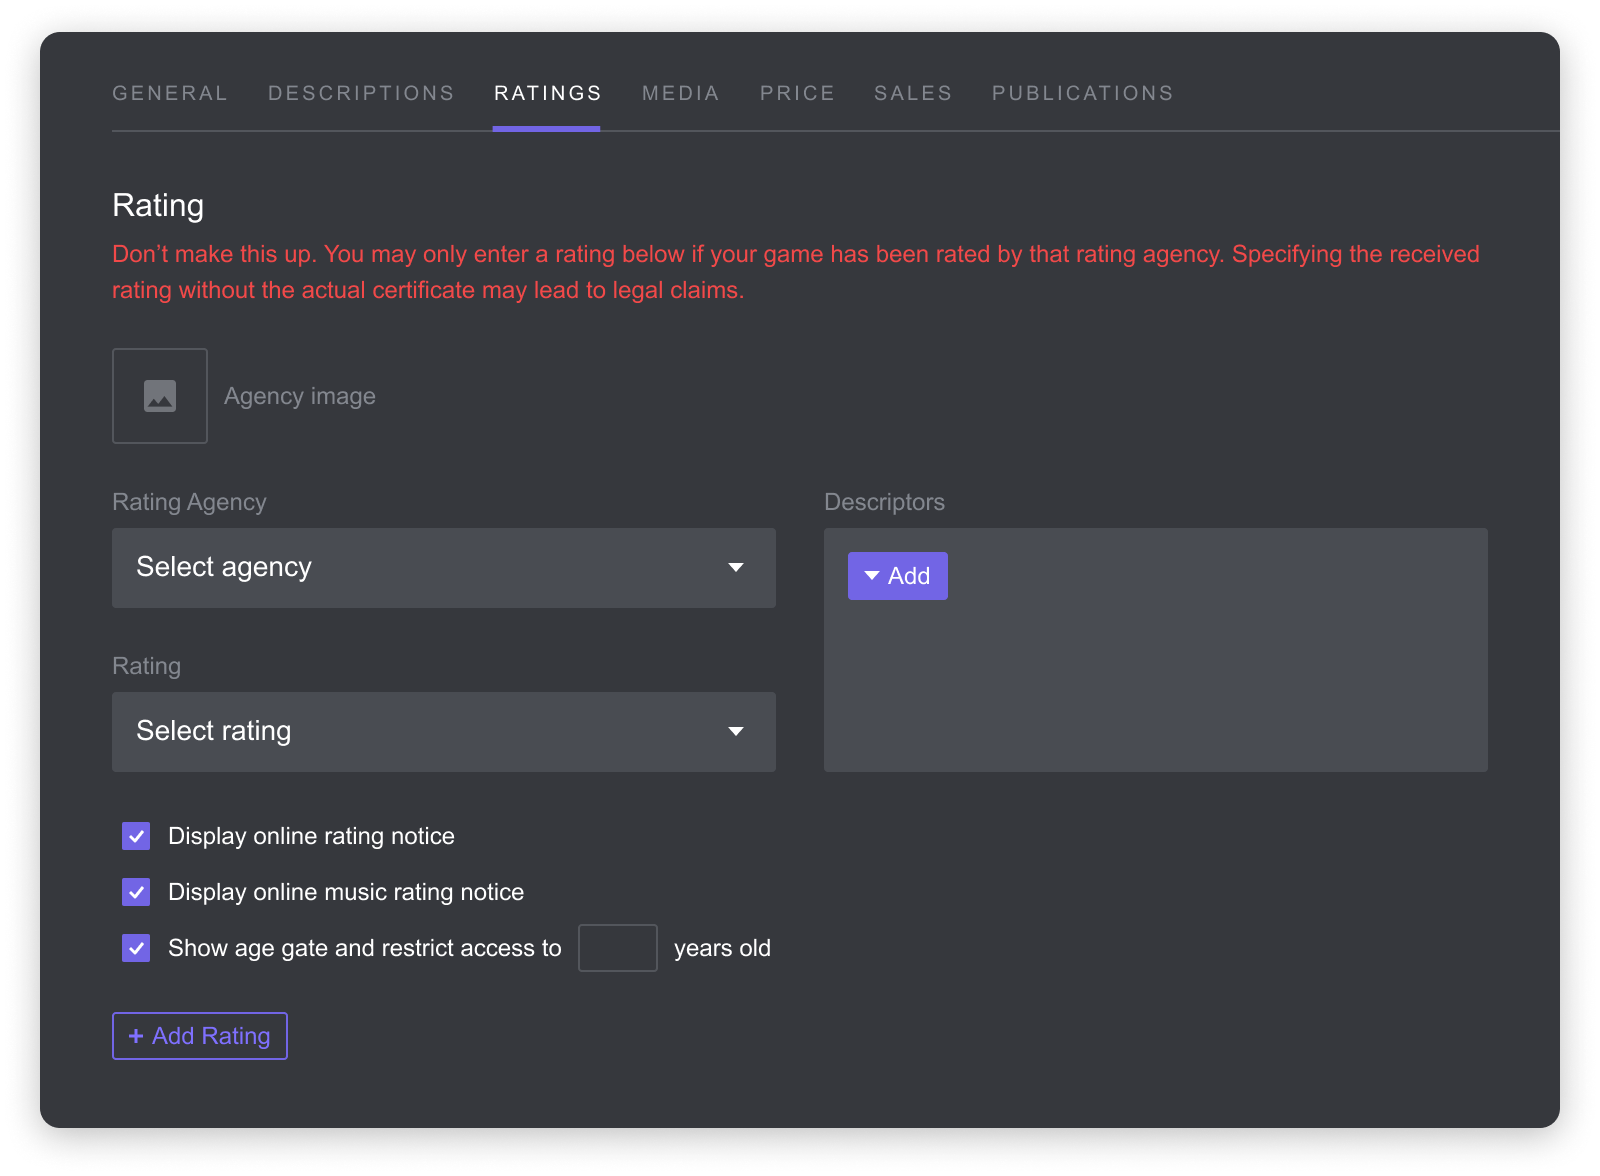 GENERAL DESCRIPTIONS RATINGS MEDIA PRICE SALES PUBLICATIONS
Rating
Don’t make this up. You may only enter a rating below if your game has been rated by that rating agency. Specifying the received
rating without the actual certificate may lead to legal claims.
Agency image
Rating Agency
Select agency
Rating
Select rating
Descriptors
Add
Display online rating notice
Display online music rating notice
Show age gate and restrict access to years old
+ Add Rating